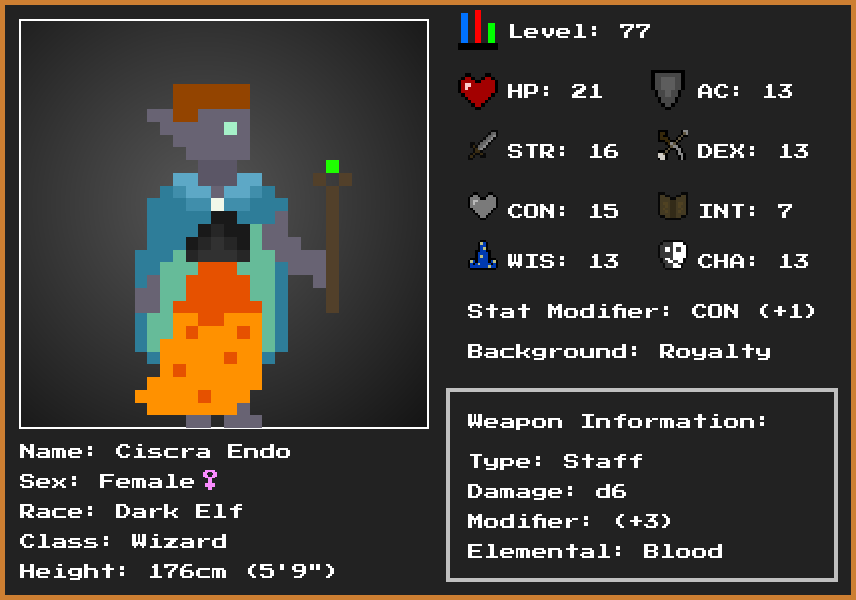 Level: 77
HP: 21 AC: 13
STR: 16 DEX: 13
CON: 15 INT: 7
WIS: 13 CHA: 13
Stat Modifier: CON (+1)
Background: Royalty
Weapon Information:
Type: Staff
Damage: d6
Modifier: (+3)
Elemental: Blood
Name: Ciscra Endo
Sex: Female♀
Race: Dark Elf
Class: Wizard
Height: 176cm (5'9")